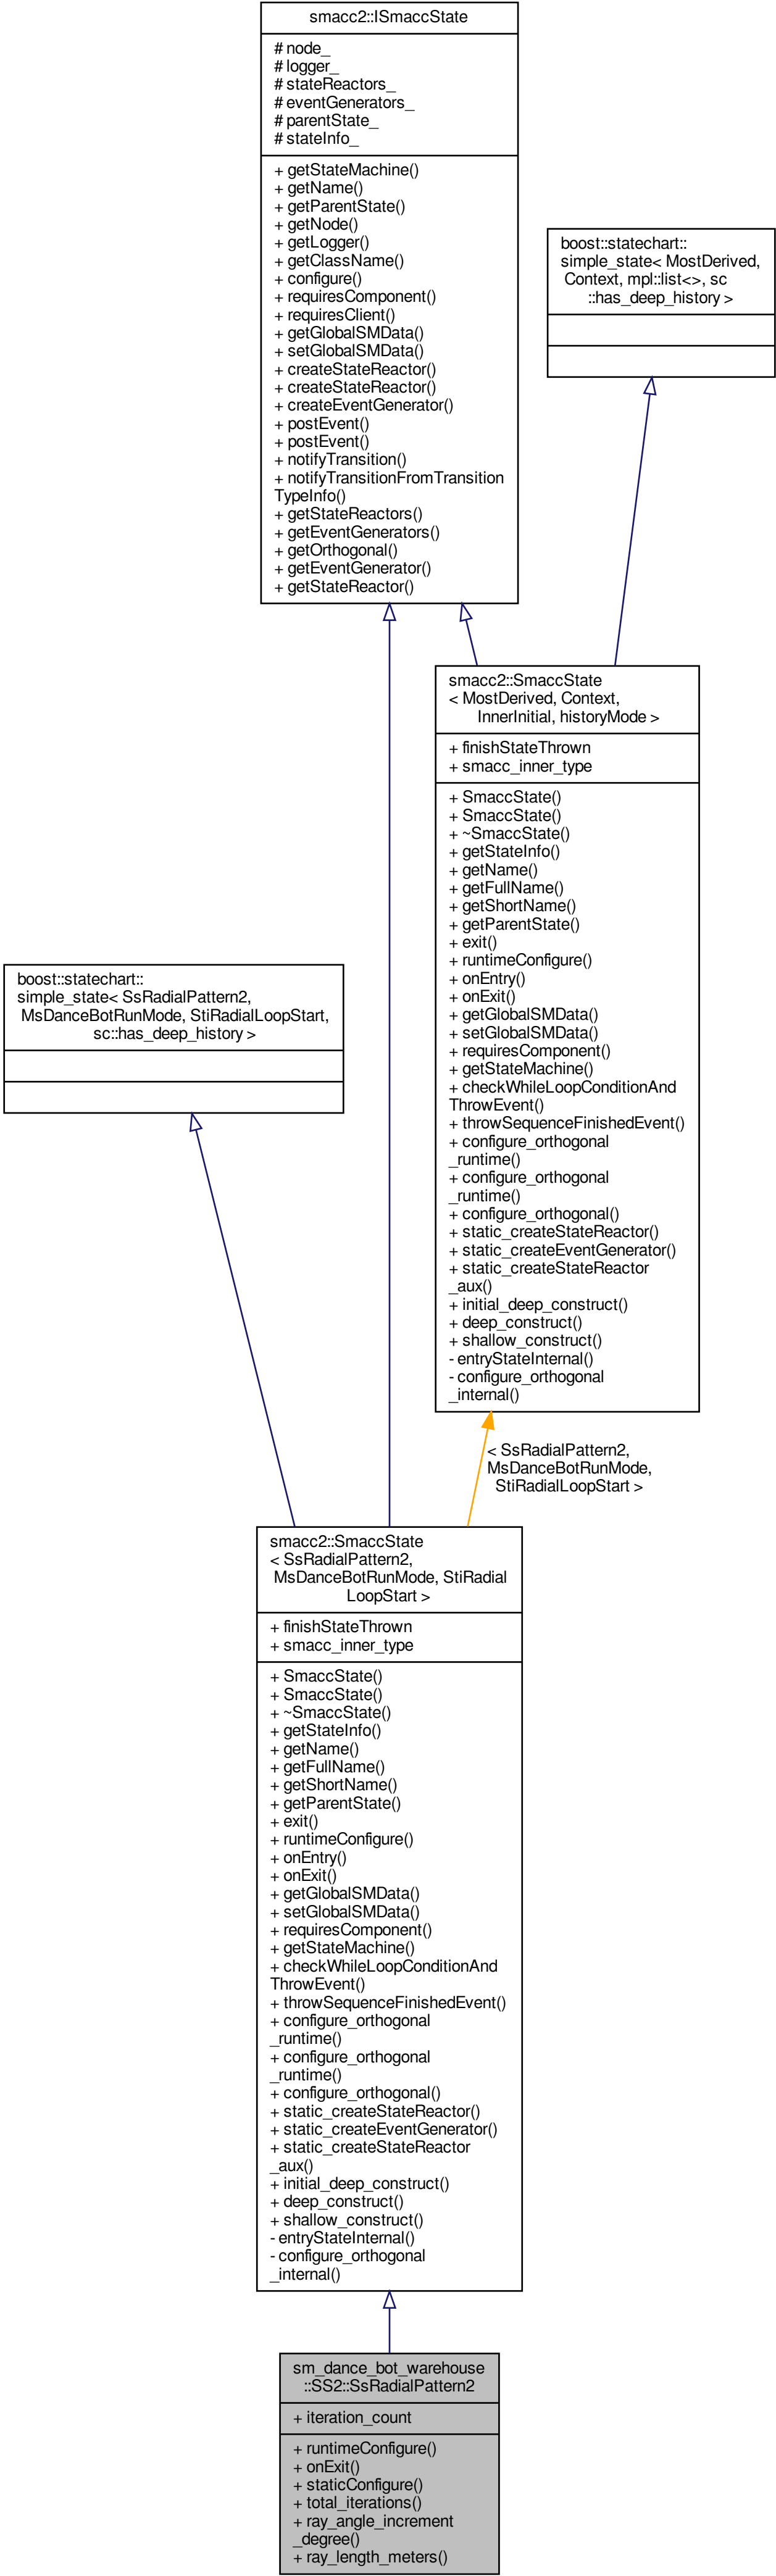 smacc2::ISmaccState
# node_
# logger_
# stateReactors_
# eventGenerators_
# parentState_
# stateInfo_
+ getStateMachine()
+ getName()
+ getParentState()
+ getNode()
+ getLogger()
+ getClassName()
+ configure()
+ requiresComponent()
+ requiresClient()
+ getGlobalSMData()
+ setGlobalSMData()
+ createStateReactor()
+ createStateReactor()
+ createEventGenerator()
+ postEvent()
+ postEvent()
+ notifyTransition()
+ notifyTransitionFromTransition
TypeInfo()
+ getStateReactors()
+ getEventGenerators()
+ getOrthogonal()
+ getEventGenerator()
+ getStateReactor()
boost::statechart::
simple_state< MostDerived,
Context, mpl::list<>, sc
::has_deep_history >
smacc2::SmaccState
< MostDerived, Context,
InnerInitial, historyMode >
+ finishStateThrown
+ smacc_inner_type
+ SmaccState()
+ SmaccState()
+ ~SmaccState()
+ getStateInfo()
+ getName()
+ getFullName()
+ getShortName()
+ getParentState()
+ exit()
+ runtimeConfigure()
+ onEntry()
+ onExit()
+ getGlobalSMData()
+ setGlobalSMData()
+ requiresComponent()
+ getStateMachine()
+ checkWhileLoopConditionAnd
ThrowEvent()
+ throwSequenceFinishedEvent()
+ configure_orthogonal
_runtime()
+ configure_orthogonal
_runtime()
+ configure_orthogonal()
+ static_createStateReactor()
+ static_createEventGenerator()
+ static_createStateReactor
_aux()
+ initial_deep_construct()
+ deep_construct()
+ shallow_construct()
- entryStateInternal()
- configure_orthogonal
_internal()
boost::statechart::
simple_state< SsRadialPattern2,
MsDanceBotRunMode, StiRadialLoopStart,
sc::has_deep_history >
< SsRadialPattern2,
MsDanceBotRunMode,
StiRadialLoopStart >
smacc2::SmaccState
< SsRadialPattern2,
MsDanceBotRunMode, StiRadial
LoopStart >
+ finishStateThrown
+ smacc_inner_type
+ SmaccState()
+ SmaccState()
+ ~SmaccState()
+ getStateInfo()
+ getName()
+ getFullName()
+ getShortName()
+ getParentState()
+ exit()
+ runtimeConfigure()
+ onEntry()
+ onExit()
+ getGlobalSMData()
+ setGlobalSMData()
+ requiresComponent()
+ getStateMachine()
+ checkWhileLoopConditionAnd
ThrowEvent()
+ throwSequenceFinishedEvent()
+ configure_orthogonal
_runtime()
+ configure_orthogonal
_runtime()
+ configure_orthogonal()
+ static_createStateReactor()
+ static_createEventGenerator()
+ static_createStateReactor
_aux()
+ initial_deep_construct()
+ deep_construct()
+ shallow_construct()
- entryStateInternal()
- configure_orthogonal
_internal()
sm_dance_bot_warehouse
::SS2::SsRadialPattern2
+ iteration_count
+ runtimeConfigure()
+ onExit()
+ staticConfigure()
+ total_iterations()
+ ray_angle_increment
_degree()
+ ray_length_meters()